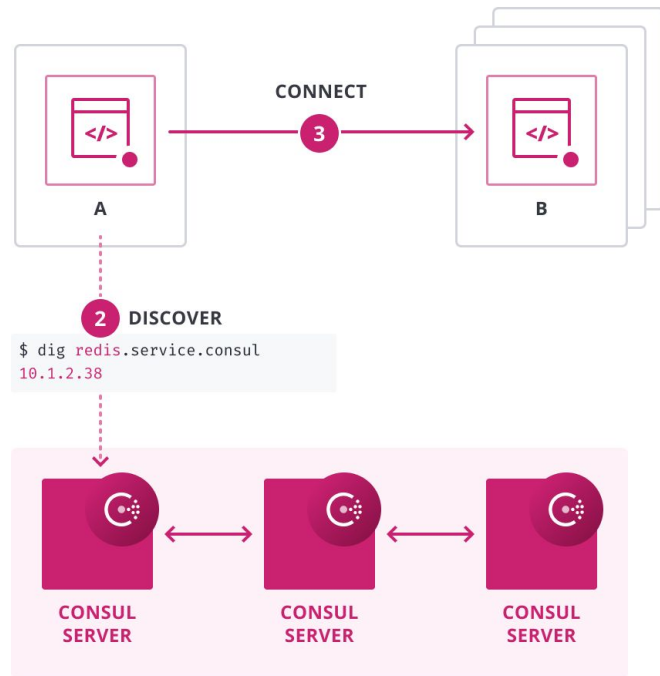 CONNECT
3
</>
</>
A
B
2 DISCOVER
$ dig redis.service.consul
10.1.2.38
CONSUL
SERVER
CONSUL
SERVER
CONSUL
SERVER